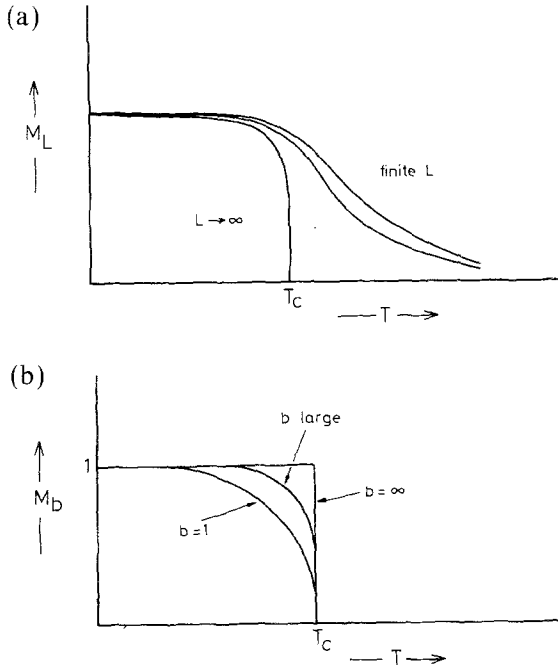 (a)
M_L
finite L
L → ∞
T_c
T
(b)
b large
1
M_b
b = ∞
b = 1
T_c
T